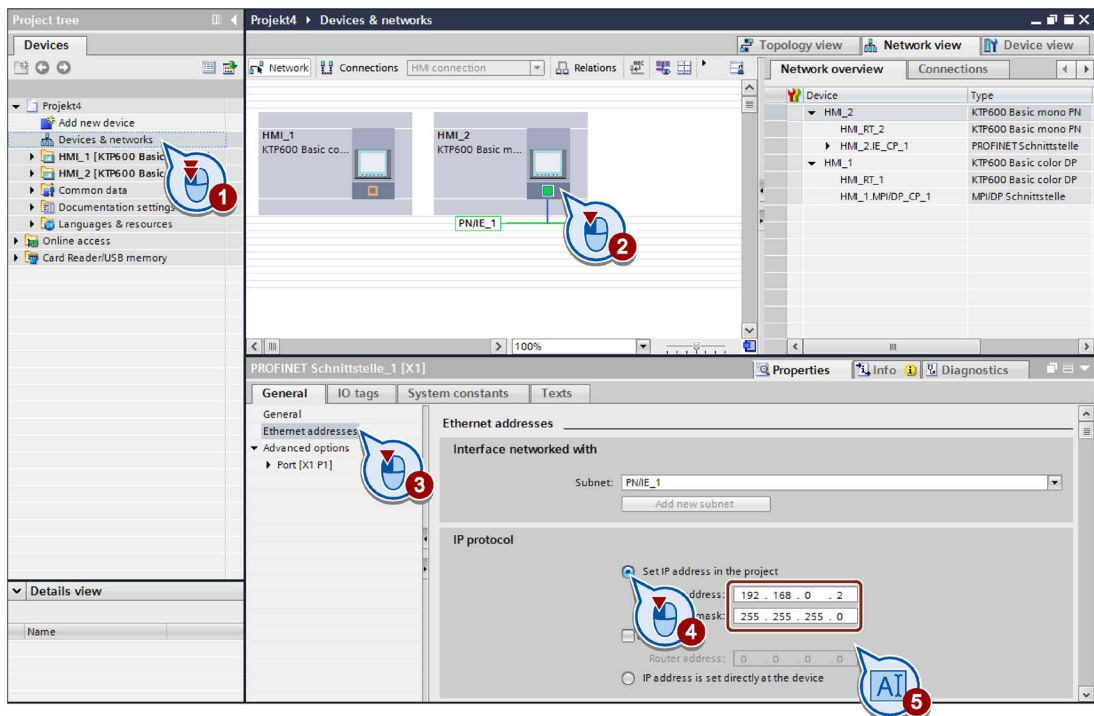 Project tree
Devices
Projekt4
Add new device
Devices & networks
HMI_1 [KTP600 Basic
HMI_2 [KTP600 Basic
Common data
Documentation settings
Languages & resources
Online access
Card Reader/USB memory
1
Details view
Name
Projekt4 ▸ Devices & networks
Topology view Network view Device view
Network Connections HMI connection Relations
HMI_1
KTP600 Basic co...
HMI_2
KTP600 Basic m...
PN/IE_1
2
100%
Network overview Connections
Device Type
HMI_2 KTP600 Basic mono PN
HMI_RT_2 KTP600 Basic mono PN
HMI_2.IE_CP_1 PROFINET Schnittstelle
HMI_1 KTP600 Basic color DP
HMI_RT_1 KTP600 Basic color DP
HMI_1.MPI/DP_CP_1 MPI/DP Schnittstelle
PROFINET Schnittstelle_1 [X1]
Properties Info Diagnostics
General IO tags System constants Texts
General
Ethernet addresses
Advanced options
Port [X1 P1]
3
Ethernet addresses
Interface networked with
Subnet: PN/IE_1
Add new subnet
IP protocol
Set IP address in the project
ddress: 192 . 168 . 0 . 2
mask: 255 . 255 . 255 . 0
4
Router address: 0 . 0 . 0 . 0
IP address is set directly at the device
AI
5